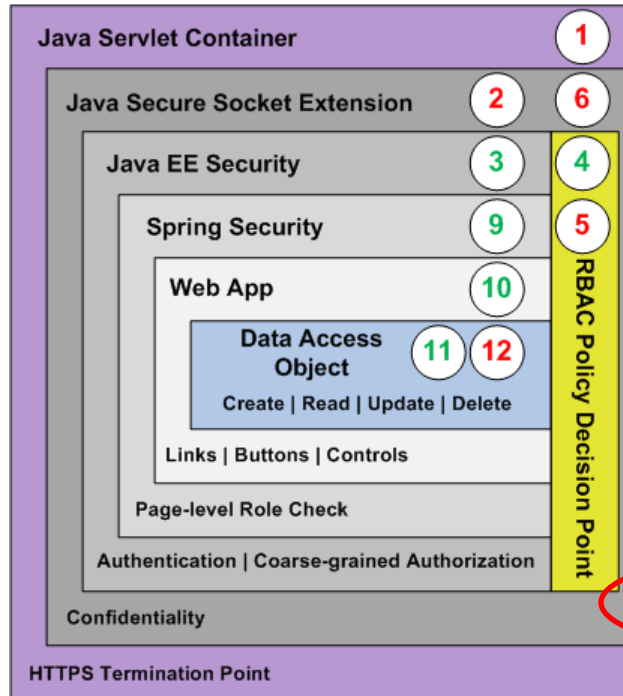 Java Servlet Container 1
Java Secure Socket Extension 2 6
Java EE Security 3 4
Spring Security 9 5
Web App 10
Data Access 11 12
Object
Create | Read | Update | Delete
Links | Buttons | Controls
Page-level Role Check
Authentication | Coarse-grained Authorization
RBAC Policy Decision Point
Confidentiality
HTTPS Termination Point